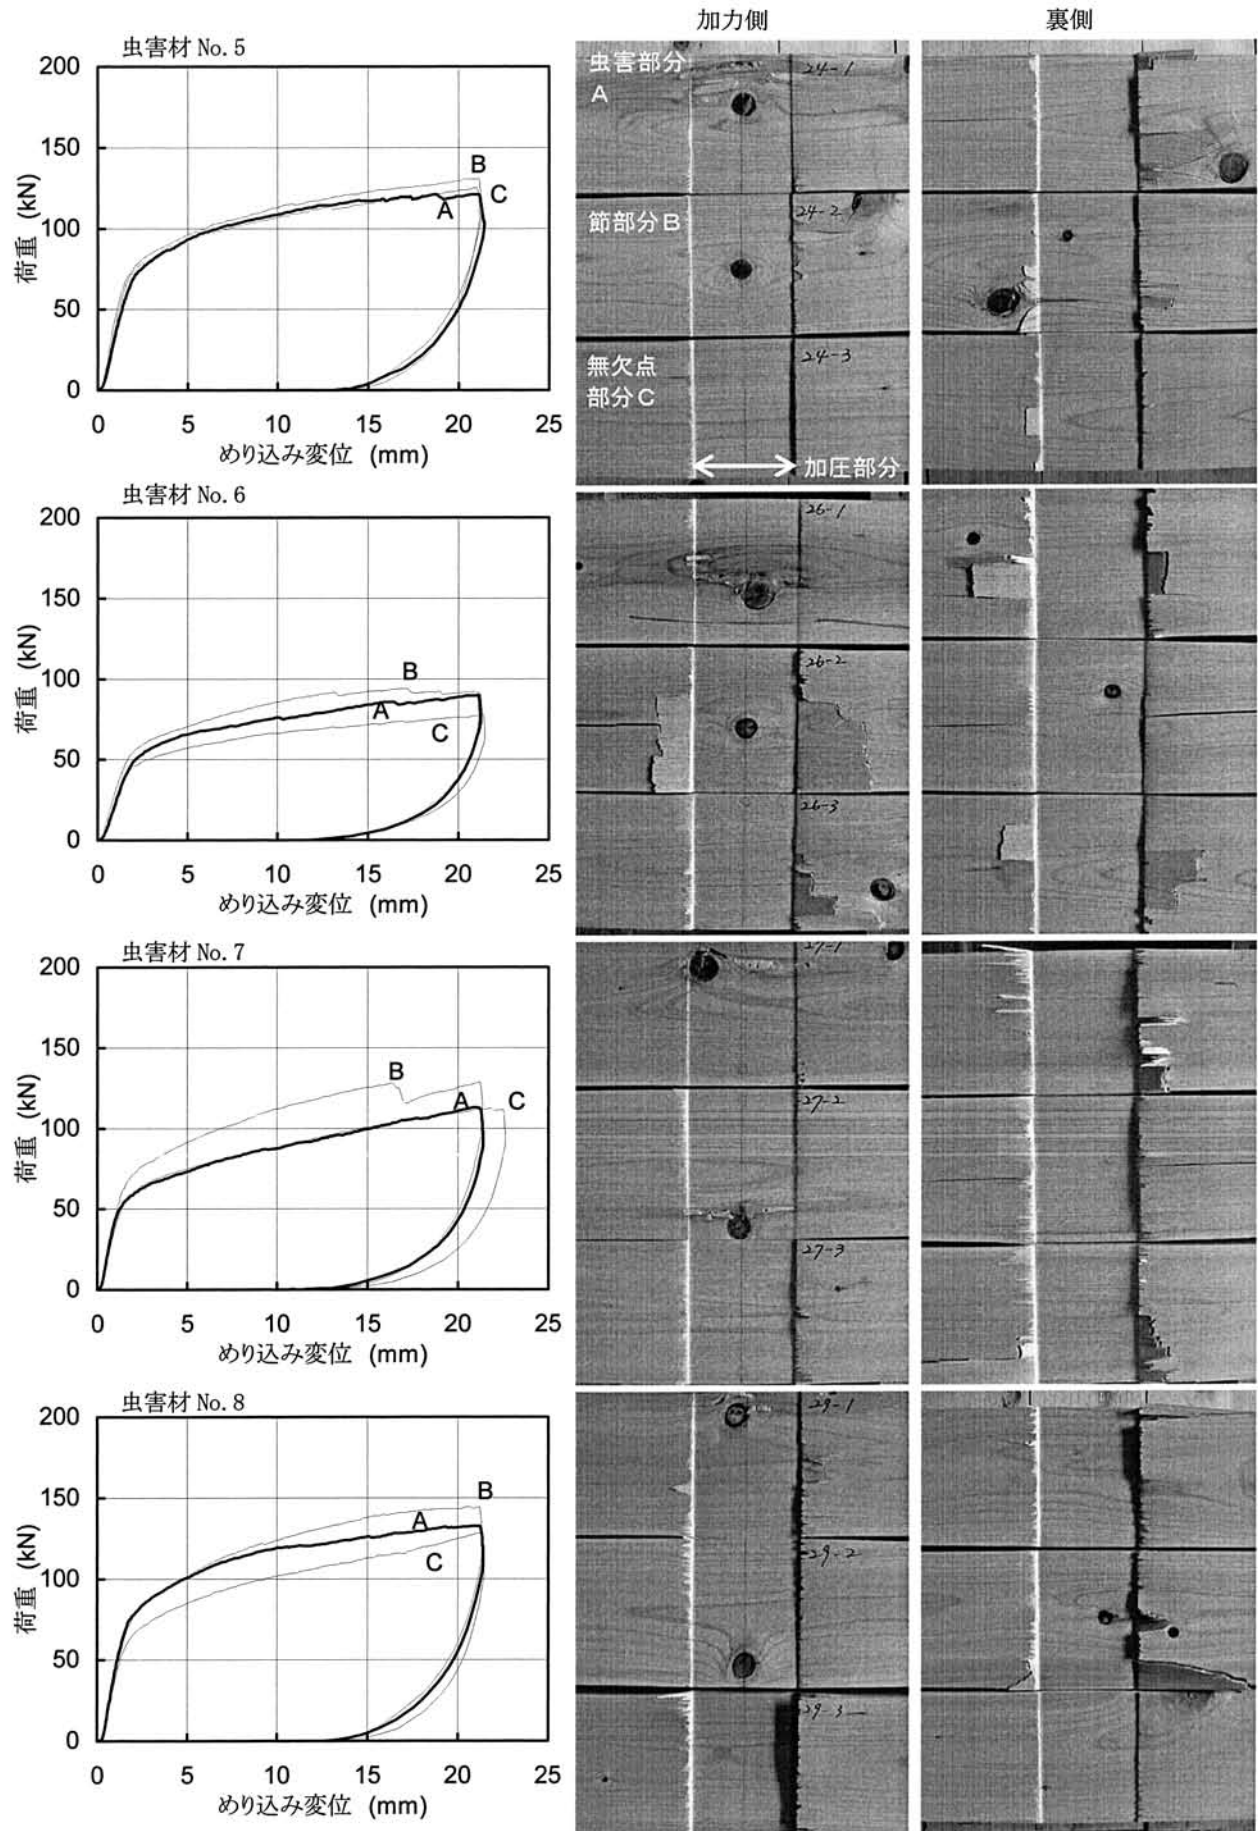 加力側
裏側
虫害材 No. 5
200
150
100
50
0
荷重 (kN)
B
C
A
0 5 10 15 20 25
めり込み変位 (mm)
虫害部分
A
24-1
節部分 B
24-2
無欠点
部分 C
24-3
加圧部分
虫害材 No. 6
200
150
100
50
0
荷重 (kN)
B
A
C
0 5 10 15 20 25
めり込み変位 (mm)
26-1
26-2
26-3
虫害材 No. 7
200
150
100
50
0
荷重 (kN)
B
A
C
0 5 10 15 20 25
めり込み変位 (mm)
27-1
27-2
27-3
虫害材 No. 8
200
150
100
50
0
荷重 (kN)
B
A
C
0 5 10 15 20 25
めり込み変位 (mm)
29-1
29-2
29-3